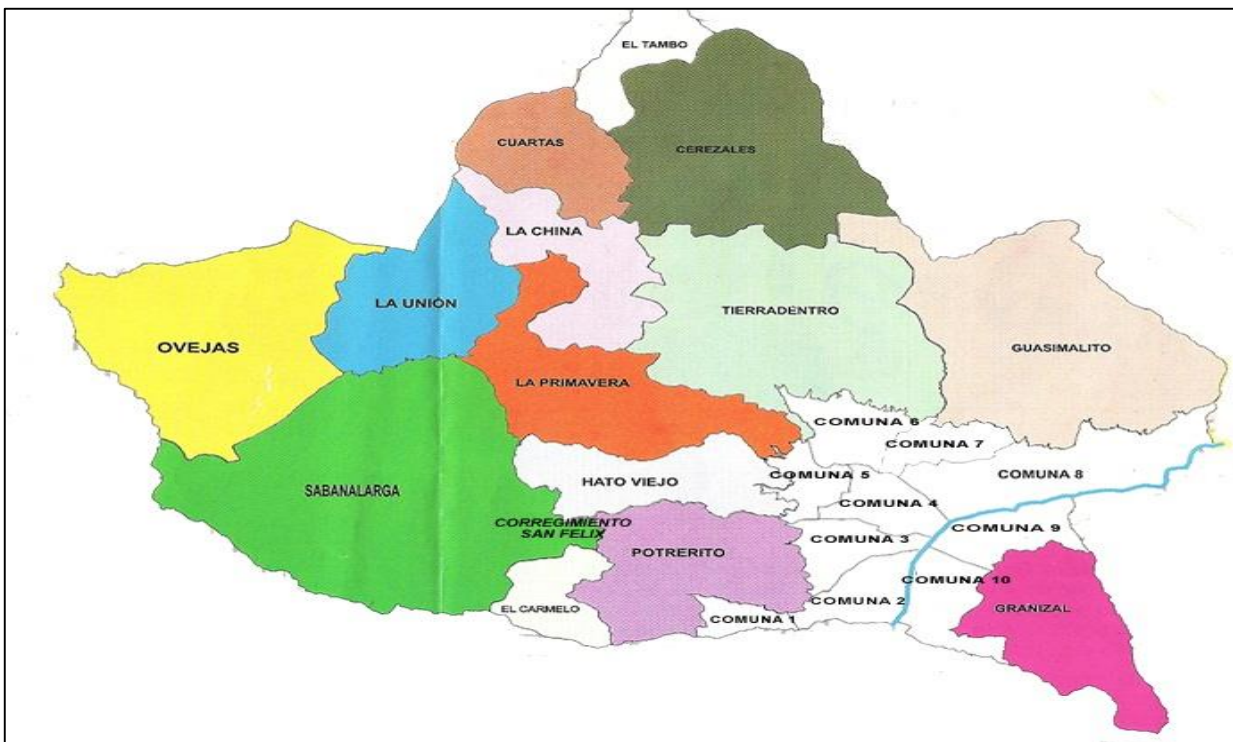 EL TAMBO
CUARTAS
CEREZALES
LA CHINA
LA UNIÓN
TIERRADENTRO
OVEJAS
GUASIMALITO
LA PRIMAVERA
COMUNA 6
COMUNA 7
COMUNA 5
COMUNA 8
HATO VIEJO
SABANALARGA
COMUNA 4
CORREGIMIENTO
SAN FELIX
COMUNA 9
COMUNA 3
POTRERITO
COMUNA 10
COMUNA 2
EL CARMELO
GRANIZAL
COMUNA 1